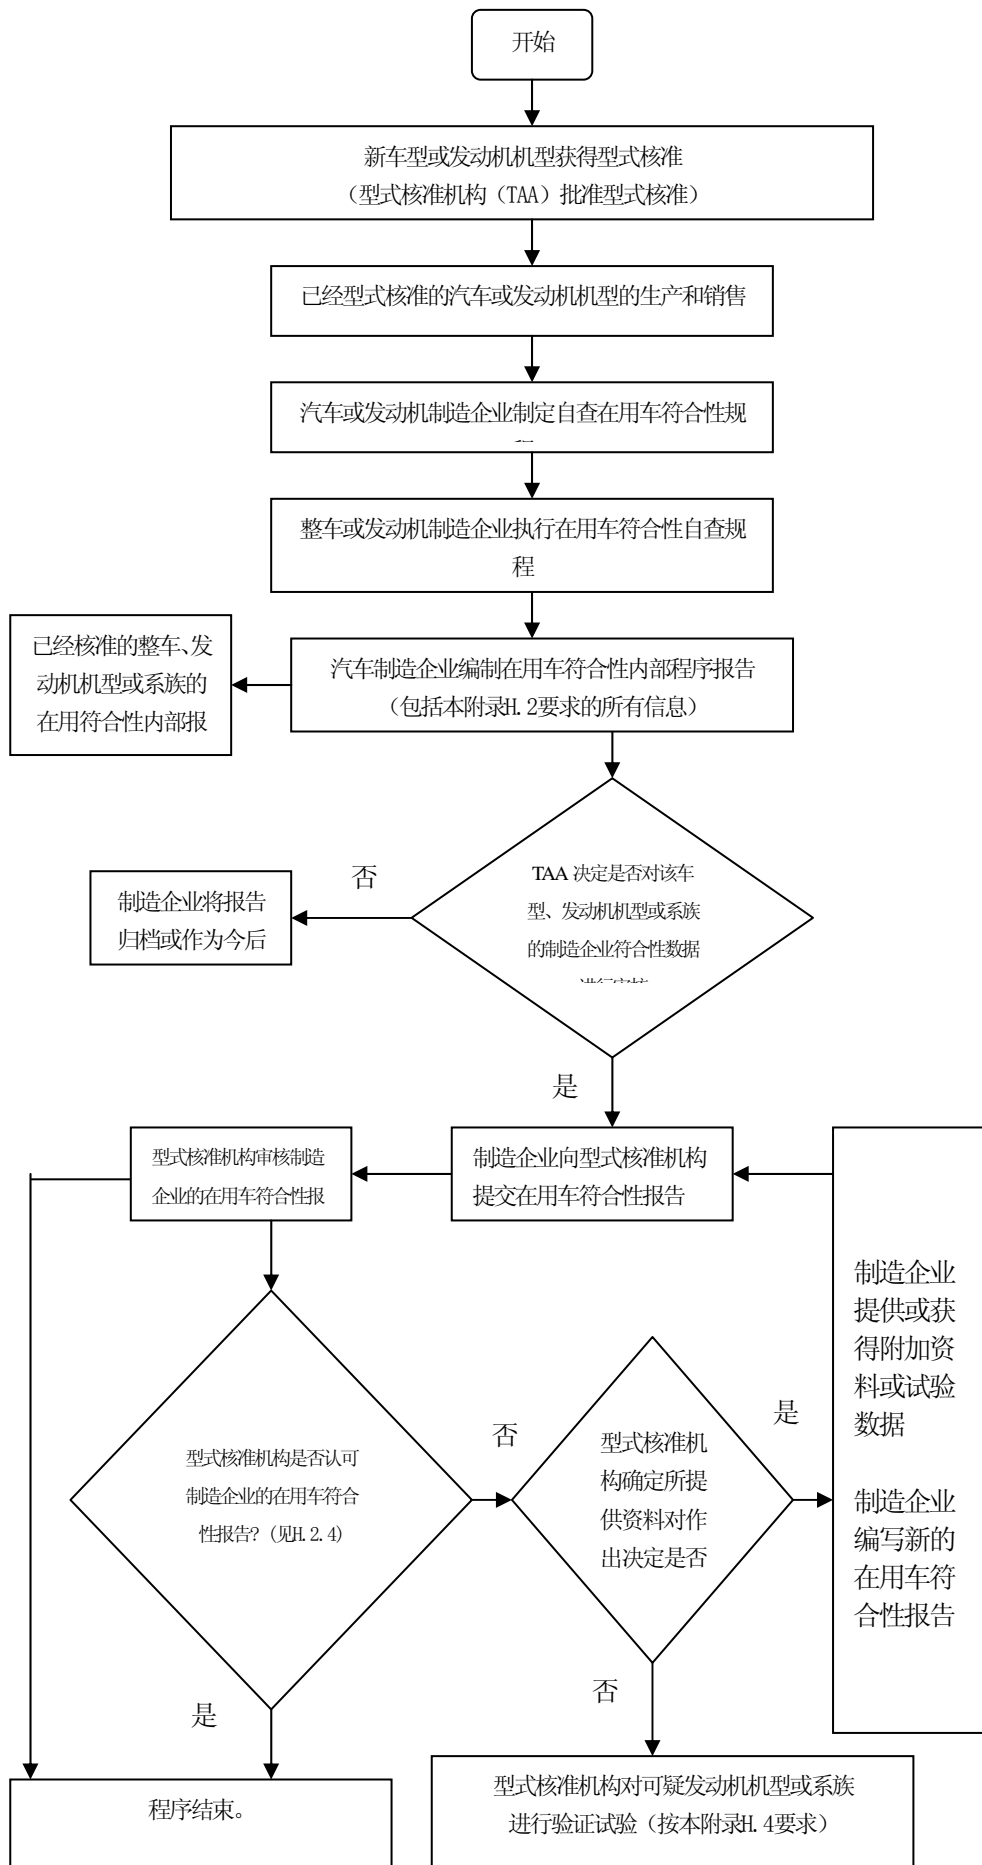 开始
新车型或发动机机型获得型式核准
（型式核准机构（TAA）批准型式核准）
已经型式核准的汽车或发动机机型的生产和销售
汽车或发动机制造企业制定自查在用车符合性规
整车或发动机制造企业执行在用车符合性自查规
程
已经核准的整车、发
动机机型或系族的
在用符合性内部报
汽车制造企业编制在用车符合性内部程序报告
（包括本附录H.2要求的所有信息）
TAA 决定是否对该车
型、发动机机型或系族
的制造企业符合性数据
否
制造企业将报告
归档或作为今后
是
型式核准机构审核制造
企业的在用车符合性报
制造企业向型式核准机构
提交在用车符合性报告
制造企业
提供或获
得附加资
料或试验
数据
制造企业
编写新的
在用车符
合性报告
型式核准机构是否认可
制造企业的在用车符合
性报告?（见H.2.4）
否
型式核准机
构确定所提
供资料对作
出决定是否
是
否
是
程序结束。
型式核准机构对可疑发动机机型或系族
进行验证试验（按本附录H.4要求）